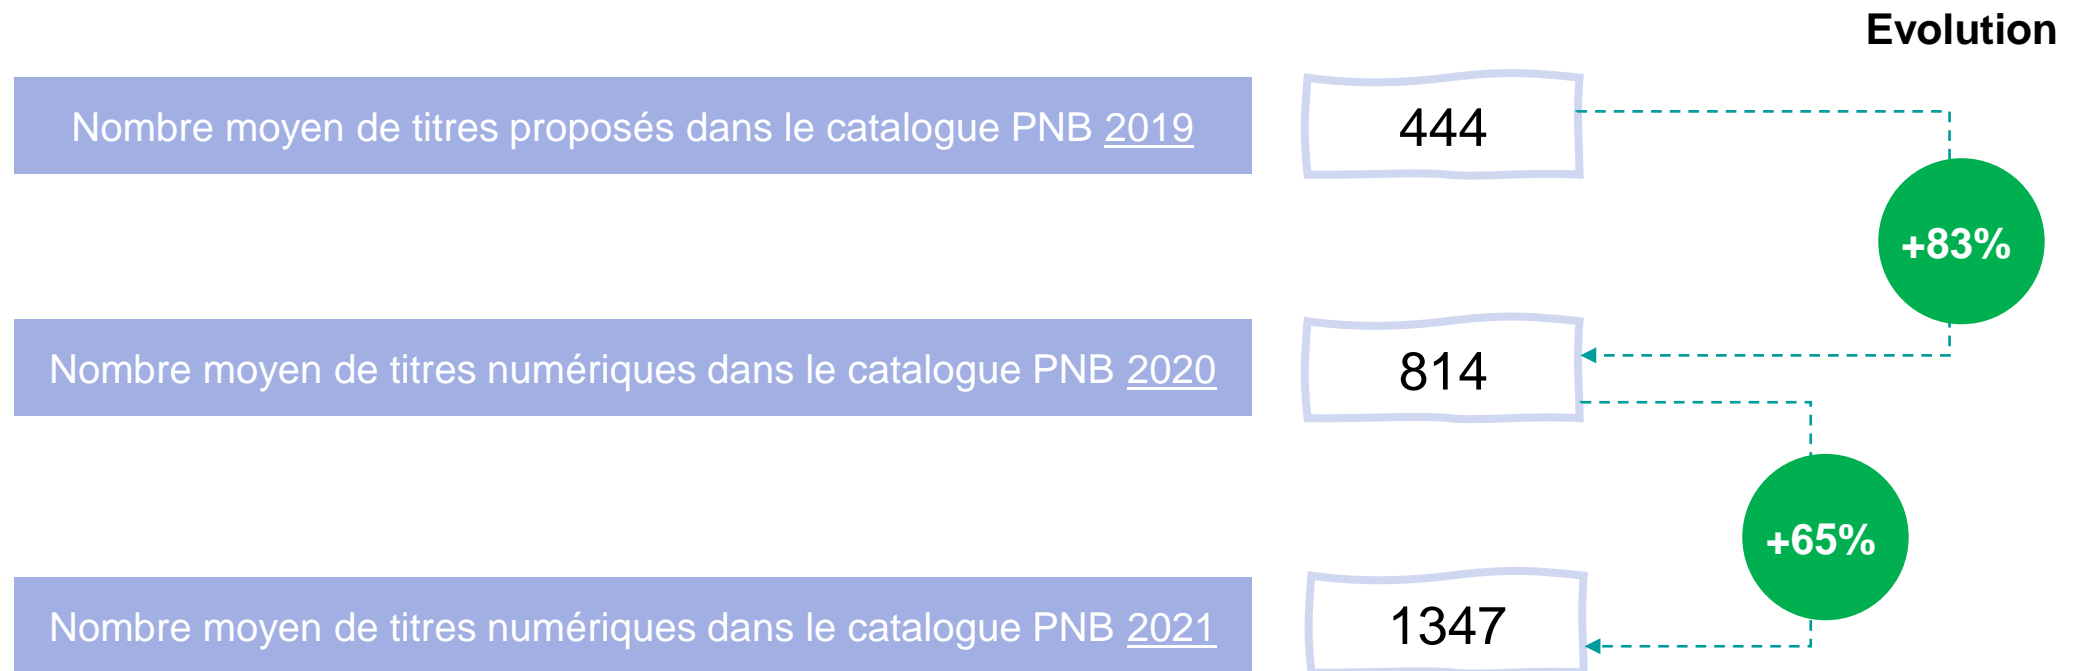 Evolution
Nombre moyen de titres proposés dans le catalogue PNB 2019
444
+83%
Nombre moyen de titres numériques dans le catalogue PNB 2020
814
+65%
Nombre moyen de titres numériques dans le catalogue PNB 2021
1347